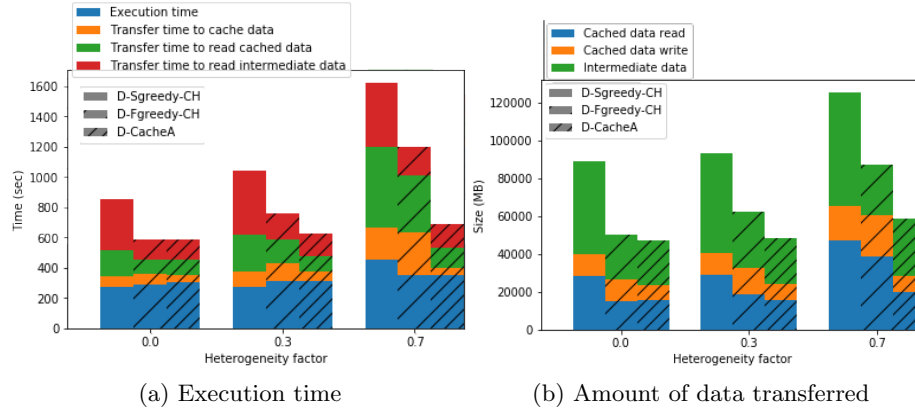 Execution time
Transfer time to cache data
Transfer time to read cached data
Transfer time to read intermediate data
D-Sgreedy-CH
D-Fgreedy-CH
D-CacheA
Time (sec)
1600
1400
1200
1000
800
600
400
200
0
0.0
0.3
0.7
Heterogeneity factor
(a) Execution time
Cached data read
Cached data write
Intermediate data
D-Sgreedy-CH
D-Fgreedy-CH
D-CacheA
Size (MB)
120000
100000
80000
60000
40000
20000
0
0.0
0.3
0.7
Heterogeneity factor
(b) Amount of data transferred